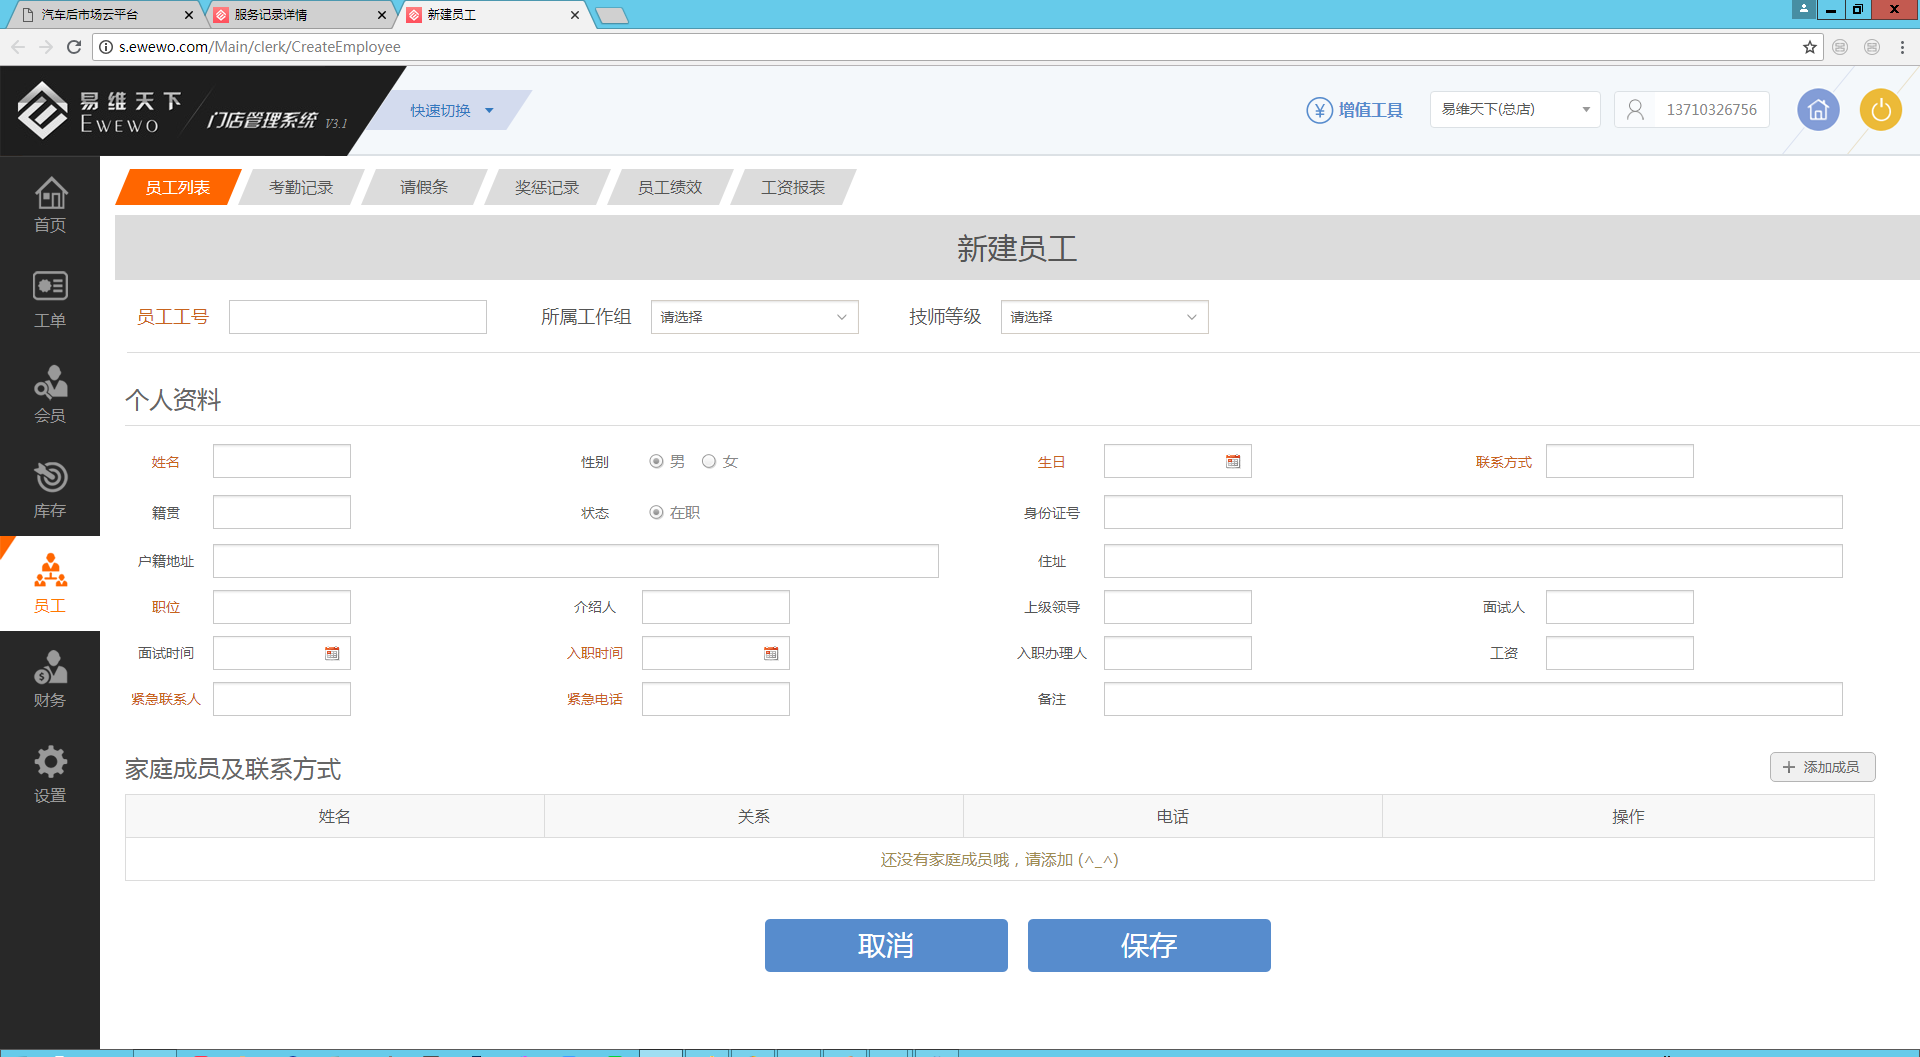 汽车后市场云平台
服务记录详情
新建员工
s.ewewo.com/Main/clerk/CreateEmployee
易维天下
EWEWO
门店管理系统 V3.1
快速切换
增值工具
易维天下(总店)
13710326756
首页
工单
会员
库存
员工
财务
设置
员工列表
考勤记录
请假条
奖惩记录
员工绩效
工资报表
新建员工
员工工号
所属工作组 请选择
技师等级 请选择
个人资料
姓名 性别 男 女 生日 联系方式
籍贯 状态 在职 身份证号
户籍地址 住址
职位 介绍人 上级领导 面试人
面试时间 入职时间 入职办理人 工资
紧急联系人 紧急电话 备注
家庭成员及联系方式
添加成员
姓名 关系 电话 操作
还没有家庭成员哦，请添加 (^_^)
取消
保存